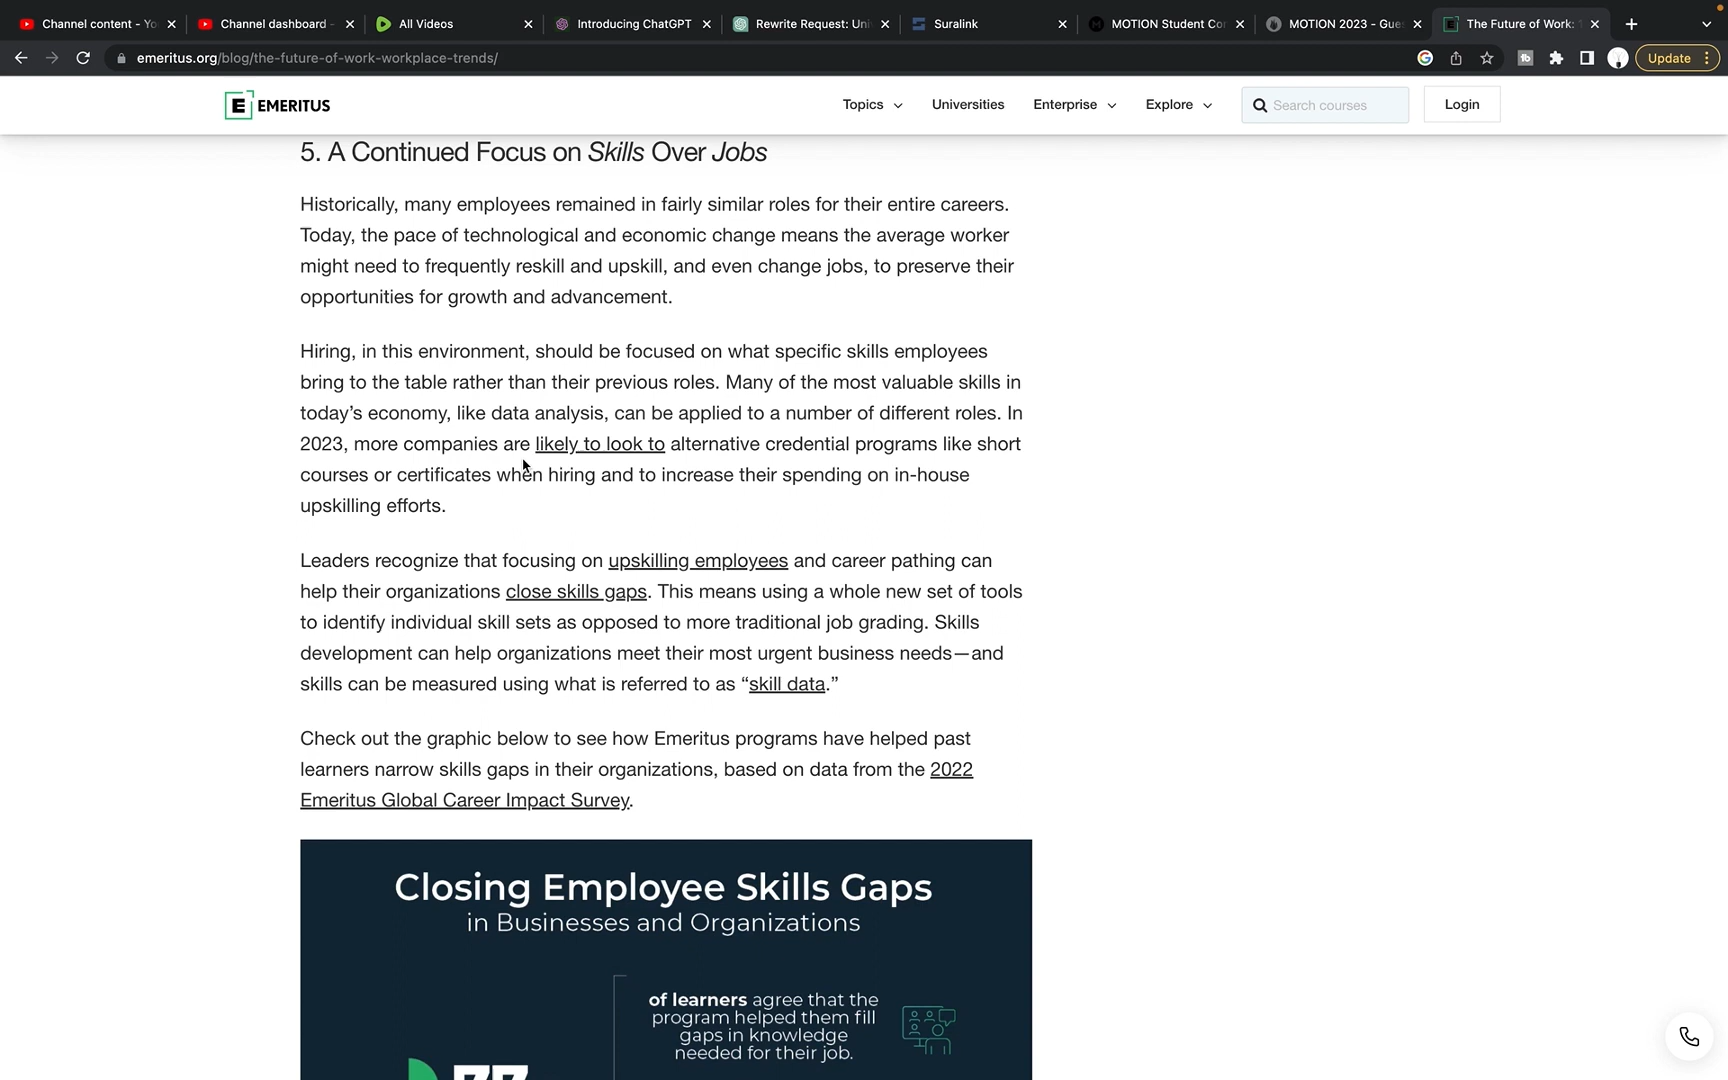 Channel content - Yo
Channel dashboard -
All Videos
Introducing ChatGPT
Rewrite Request: Uni
Suralink
MOTION Student Cor
MOTION 2023 - Gues
The Future of Work:
emeritus.org/blog/the-future-of-work-workplace-trends/
Update
E EMERITUS
Topics
Universities
Enterprise
Explore
Search courses
Login
5. A Continued Focus on Skills Over Jobs
Historically, many employees remained in fairly similar roles for their entire careers.
Today, the pace of technological and economic change means the average worker
might need to frequently reskill and upskill, and even change jobs, to preserve their
opportunities for growth and advancement.
Hiring, in this environment, should be focused on what specific skills employees
bring to the table rather than their previous roles. Many of the most valuable skills in
today’s economy, like data analysis, can be applied to a number of different roles. In
2023, more companies are likely to look to alternative credential programs like short
courses or certificates when hiring and to increase their spending on in-house
upskilling efforts.
Leaders recognize that focusing on upskilling employees and career pathing can
help their organizations close skills gaps. This means using a whole new set of tools
to identify individual skill sets as opposed to more traditional job grading. Skills
development can help organizations meet their most urgent business needs—and
skills can be measured using what is referred to as “skill data.”
Check out the graphic below to see how Emeritus programs have helped past
learners narrow skills gaps in their organizations, based on data from the 2022
Emeritus Global Career Impact Survey.
Closing Employee Skills Gaps
in Businesses and Organizations
of learners agree that the
program helped them fill
gaps in knowledge
needed for their job.